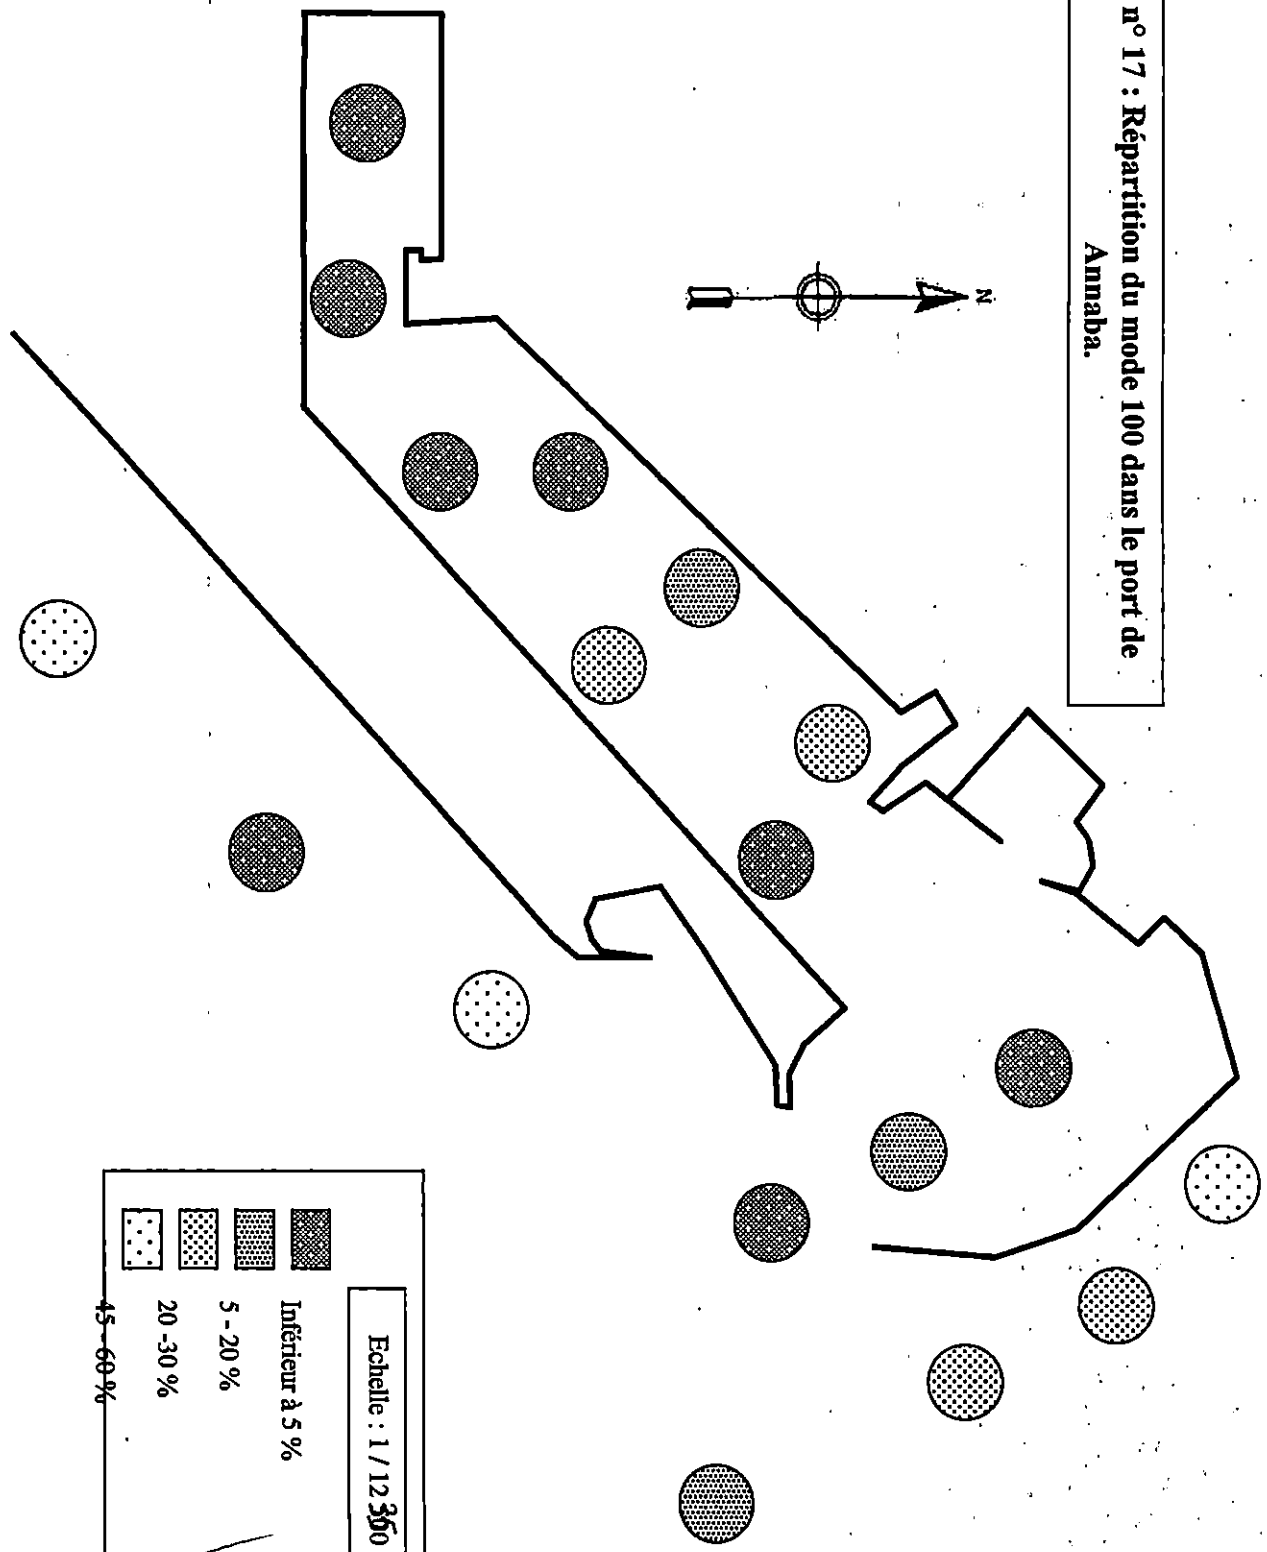 n° 17 : Répartition du mode 100 dans le port de
Annaba.
N
Echelle : 1 / 12
Inférieur à 5 %
5 - 20 %
20 -30 %
45 - 60 %